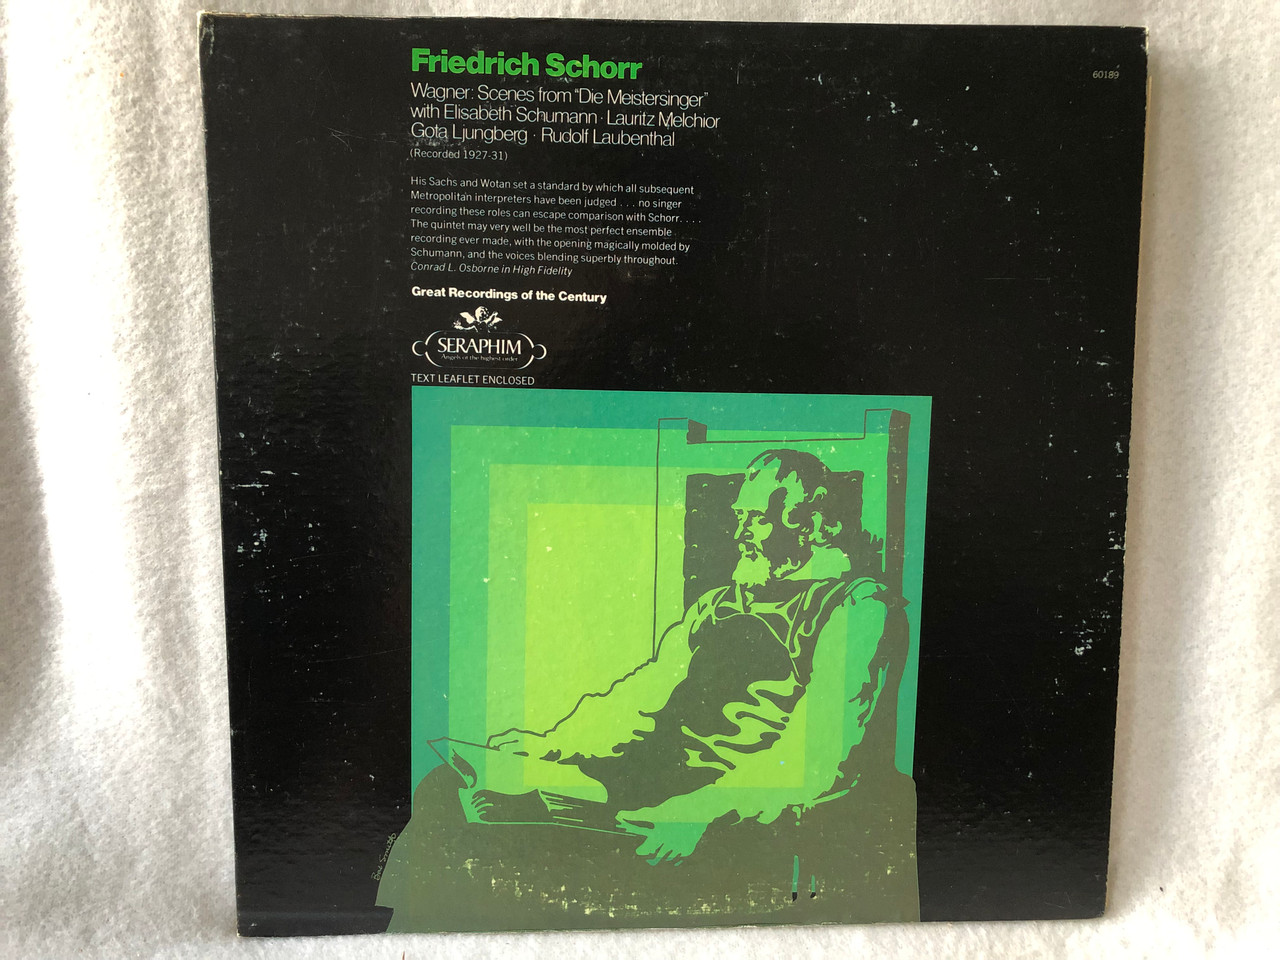 Friedrich Schorr
60189
Wagner: Scenes from "Die Meistersinger"
with Elisabeth Schumann · Lauritz Melchior
Gota Ljungberg · Rudolf Laubenthal
(Recorded 1927-31)
His Sachs and Wotan set a standard by which all subsequent
Metropolitan interpreters have been judged . . . no singer
recording these roles can escape comparison with Schorr. . . .
The quintet may very well be the most perfect ensemble
recording ever made, with the opening magically molded by
Schumann, and the voices blending superbly throughout.
Conrad L. Osborne in High Fidelity
Great Recordings of the Century
SERAPHIM
Angels of the highest order
TEXT LEAFLET ENCLOSED